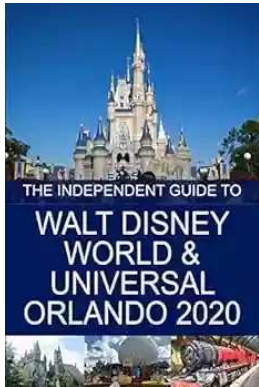 THE INDEPENDENT GUIDE TO
WALT DISNEY
WORLD &
UNIVERSAL
ORLANDO 2020